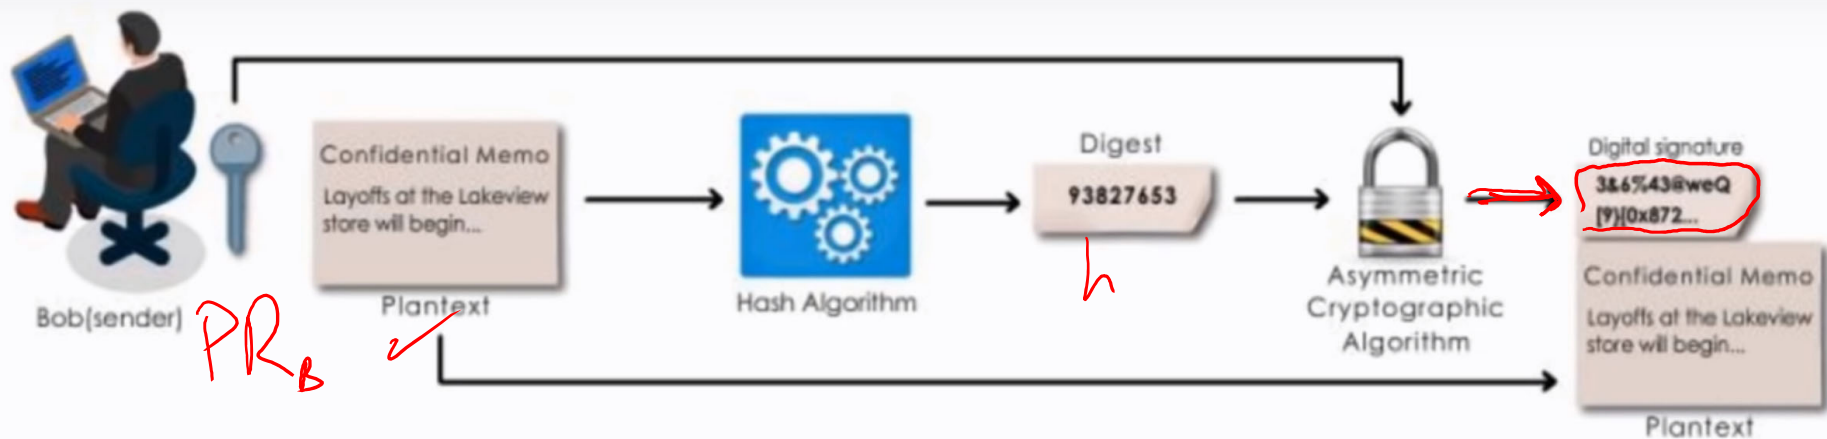 Bob(sender)
PR_B
Confidential Memo
Layoffs at the Lakeview
store will begin...
Plantext
Hash Algorithm
Digest
93827653
h
Asymmetric
Cryptographic
Algorithm
Digital signature
3&6%43@weQ
[9}[0x872...
Confidential Memo
Layoffs at the Lakeview
store will begin...
Plantext